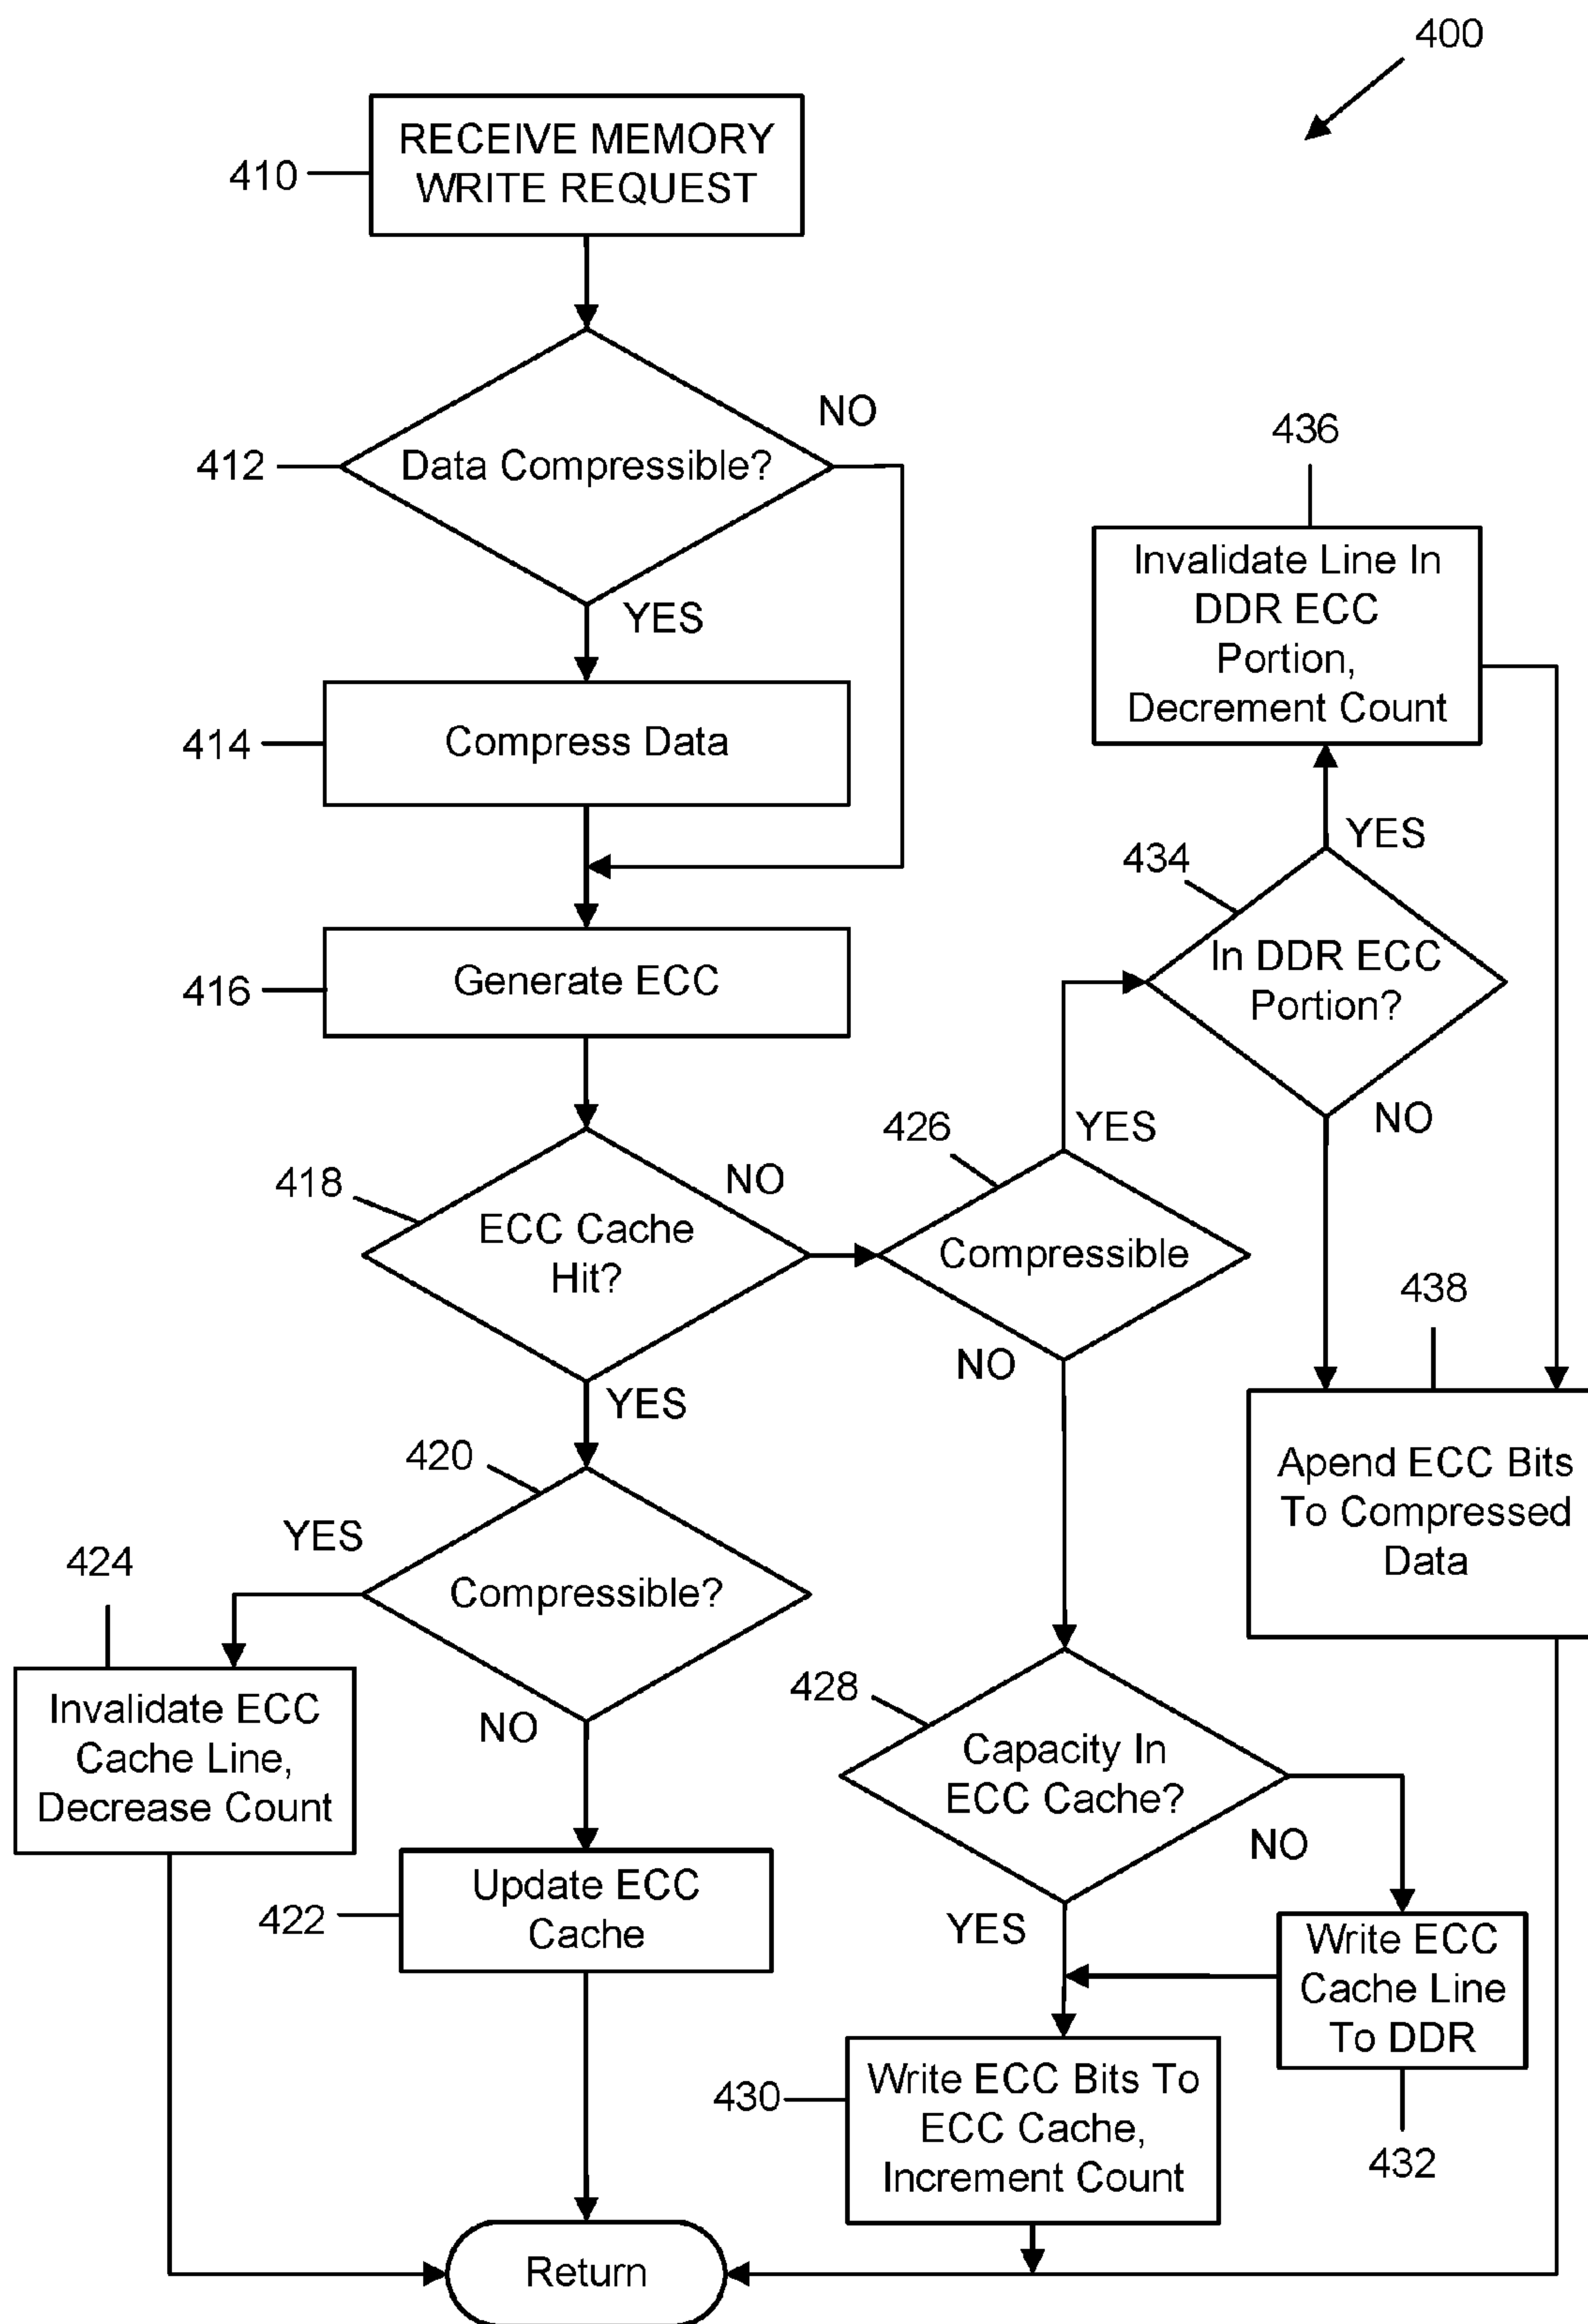 400
RECEIVE MEMORY
WRITE REQUEST
410
NO
412
Data Compressible?
YES
414
Compress Data
416
Generate ECC
418
NO
ECC Cache
Hit?
YES
420
YES
Compressible?
NO
424
Invalidate ECC
Cache Line,
Decrease Count
Update ECC
Cache
422
Return
436
Invalidate Line In
DDR ECC
Portion,
Decrement Count
YES
434
In DDR ECC
Portion?
NO
426
YES
Compressible
NO
438
Apend ECC Bits
To Compressed
Data
428
Capacity In
ECC Cache?
NO
YES
Write ECC
Cache Line
To DDR
432
430
Write ECC Bits To
ECC Cache,
Increment Count